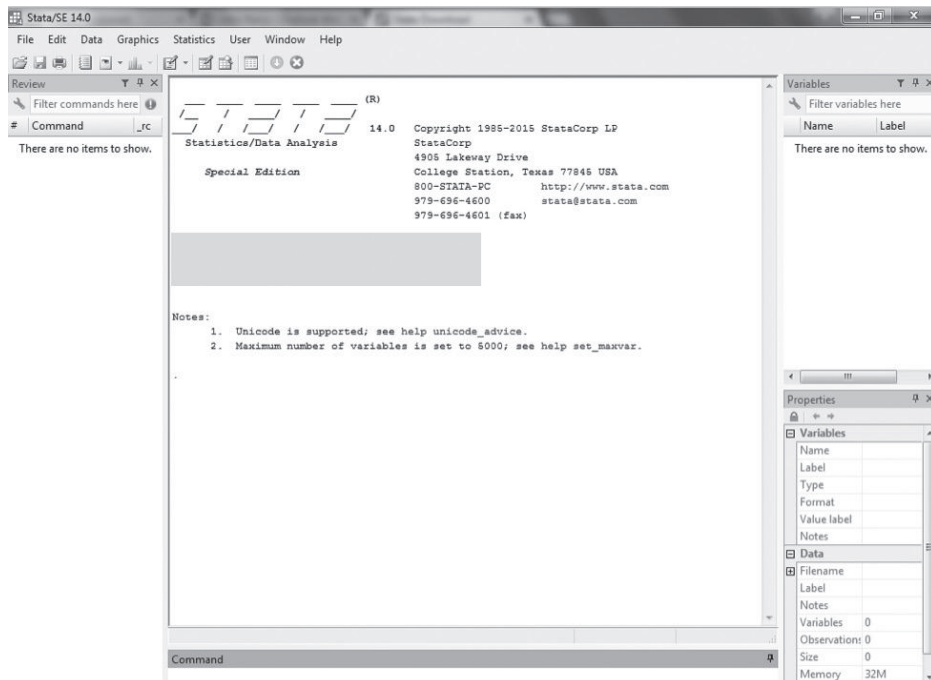 Stata/SE 14.0
File Edit Data Graphics Statistics User Window Help
Review
Filter commands here
# Command _rc
There are no items to show.
(R)
STATA 14.0 Copyright 1985-2015 StataCorp LP
Statistics/Data Analysis StataCorp
4905 Lakeway Drive
Special Edition College Station, Texas 77845 USA
800-STATA-PC http://www.stata.com
979-696-4600 stata@stata.com
979-696-4601 (fax)
Notes:
1. Unicode is supported; see help unicode_advice.
2. Maximum number of variables is set to 5000; see help set_maxvar.
.
Command
Variables
Filter variables here
Name Label
There are no items to show.
Properties
Variables
Name
Label
Type
Format
Value label
Notes
Data
Filename
Label
Notes
Variables 0
Observations 0
Size 0
Memory 32M